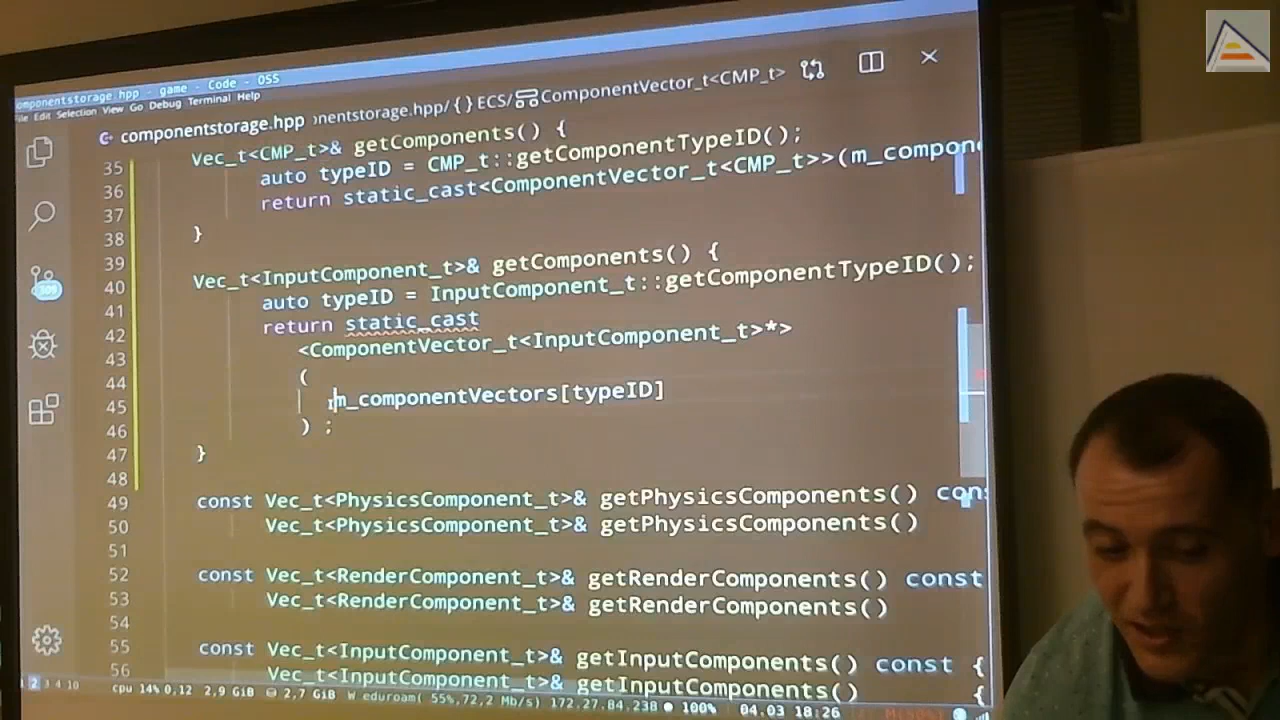 componentstorage.hpp - game - Code - OSS
File Edit Selection View Go Debug Terminal Help
componentstorage.hpp
onentstorage.hpp/ {} ECS/ ComponentVector_t<CMP_t>
35 Vec_t<CMP_t>& getComponents() {
36 auto typeID = CMP_t::getComponentTypeID();
37 return static_cast<ComponentVector_t<CMP_t>>(m_compone
38 }
39
40 Vec_t<InputComponent_t>& getComponents() {
41 auto typeID = InputComponent_t::getComponentTypeID();
42 return static_cast
43 <ComponentVector_t<InputComponent_t>*>
44 (
45 m_componentVectors[typeID]
46 ) ;
47 }
48
49 const Vec_t<PhysicsComponent_t>& getPhysicsComponents() cons
50 Vec_t<PhysicsComponent_t>& getPhysicsComponents()
51
52 const Vec_t<RenderComponent_t>& getRenderComponents() const
53 Vec_t<RenderComponent_t>& getRenderComponents()
54
55 const Vec_t<InputComponent_t>& getInputComponents() const {
56 Vec_t<InputComponent_t>& getInputComponents() {
2 3 4 10 cpu 14% 0,12 2,9 GiB 2,7 GiB W eduroam( 55%,72,2 Mb/s) 172.27.84.238 100% 04.03 18:26